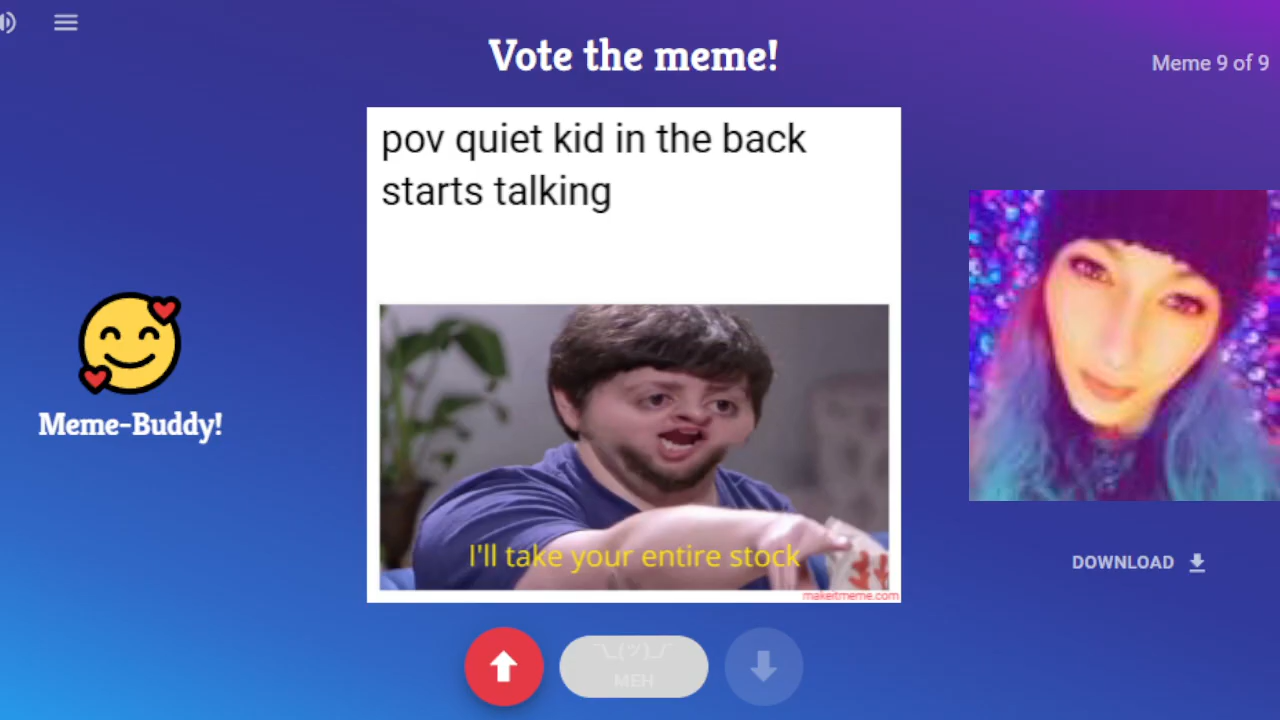 Vote the meme!
Meme 9 of 9
pov quiet kid in the back
starts talking
Meme-Buddy!
I'll take your entire stock
makeitmeme.com
DOWNLOAD
¯\_(ツ)_/¯
MEH